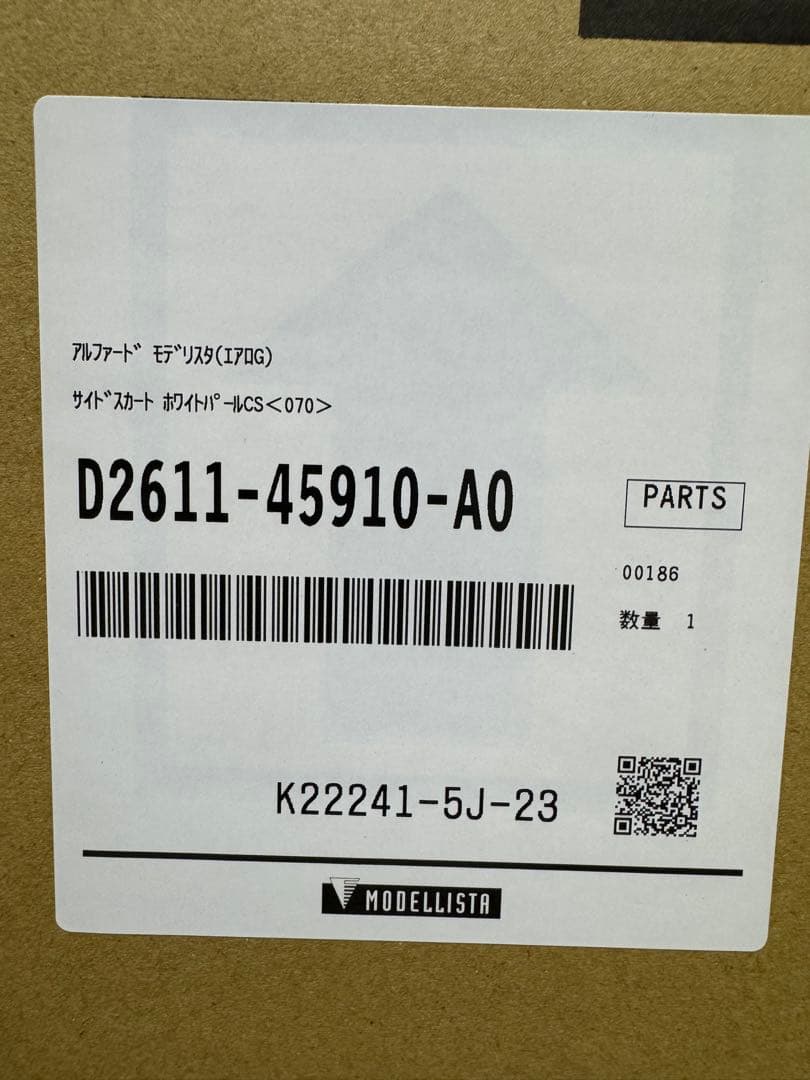 ｱﾙﾌｧｰﾄﾞ ﾓﾃﾞﾘｽﾀ(ｴｱﾛG)
ｻｲﾄﾞｽｶｰﾄ ﾎﾜｲﾄﾊﾟｰﾙCS<070>
D2611-45910-A0
PARTS
00186
数量 1
K22241-5J-23
MODELLISTA